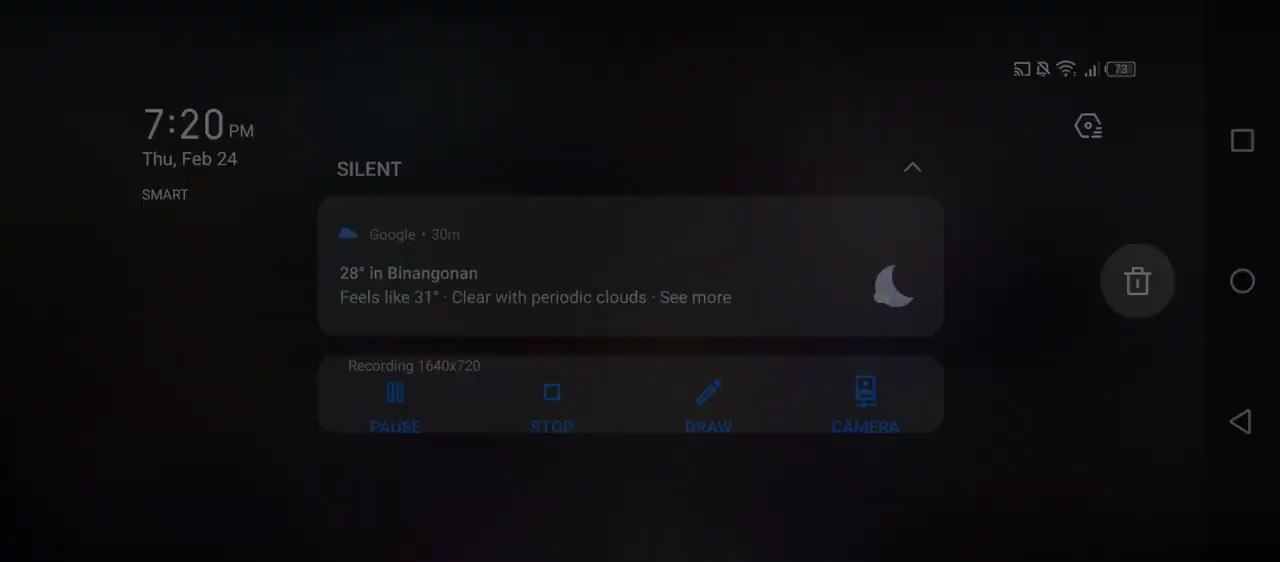 73
7:20 PM
Thu, Feb 24
SMART
SILENT
Google • 30m
28° in Binangonan
Feels like 31° · Clear with periodic clouds · See more
Recording 1640x720
PAUSE STOP DRAW CAMERA